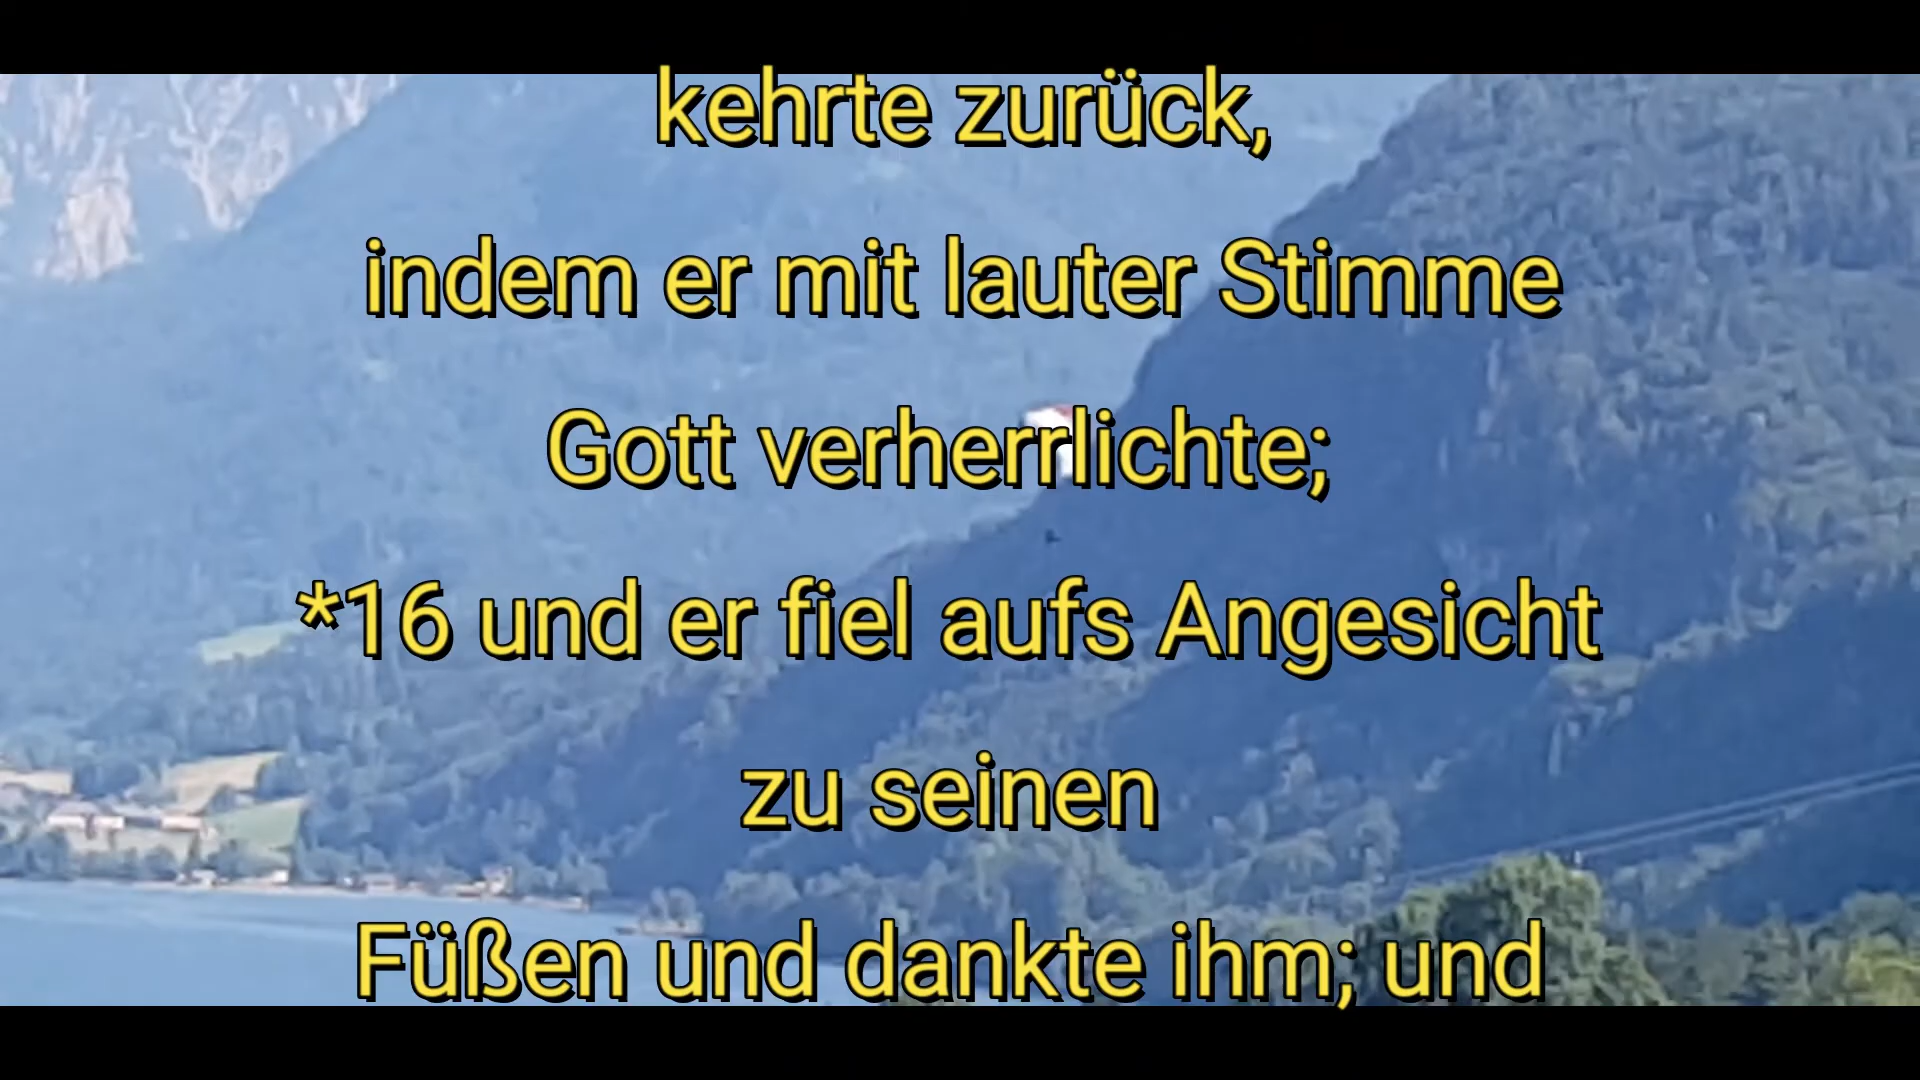 kehrte zurück,
indem er mit lauter Stimme
Gott verherrlichte;
*16 und er fiel aufs Angesicht
zu seinen
Füßen und dankte ihm; und